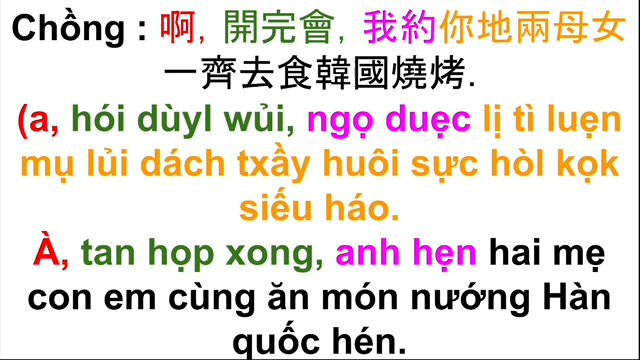 Chồng : 啊, 開完會, 我約你地兩母女
一齊去食韓國燒烤.
(a, hói dùyl wủi, ngọ duẹc lị tì luẹn
mụ lủi dách txầy huôi sực hòl kọk
siếu háo.
À, tan họp xong, anh hẹn hai mẹ
con em cùng ăn món nướng Hàn
quốc hén.